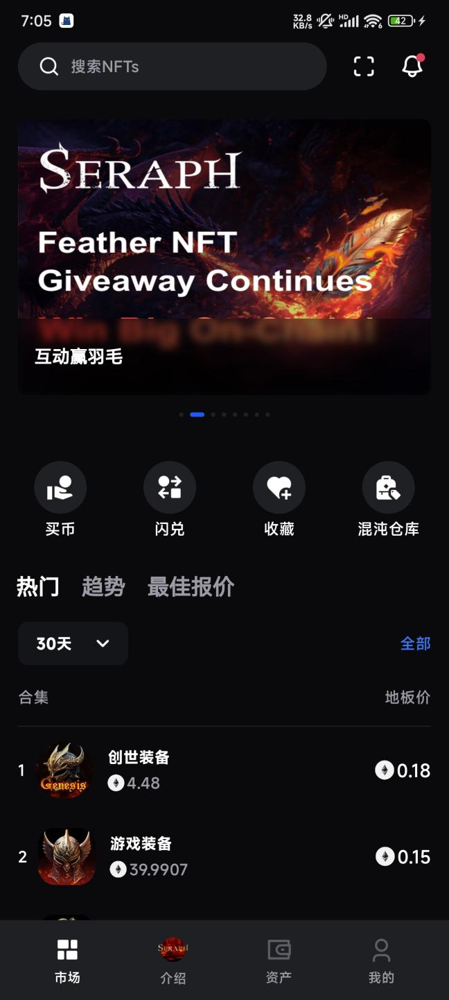 7:05
32.8
KB/s
HD
6
42
搜索NFTs
SERAPH
Feather NFT
Giveaway Continues
Win Big On-Chain!
互动赢羽毛
买币
闪兑
收藏
混沌仓库
热门 趋势 最佳报价
30天
全部
合集 地板价
1
Genesis
创世装备
4.48
0.18
2
游戏装备
39.9907
0.15
SERAPH
市场
介绍
资产
我的